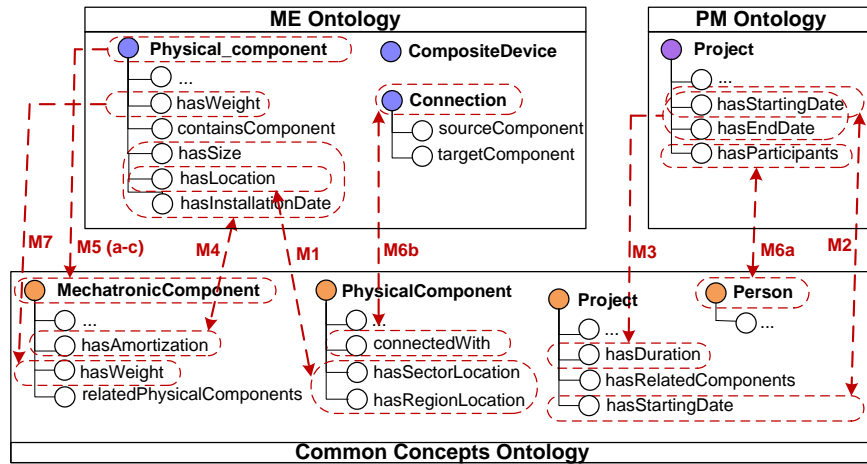 ME Ontology
PM Ontology
Physical_component
...
hasWeight
containsComponent
hasSize
hasLocation
hasInstallationDate
CompositeDevice
Connection
sourceComponent
targetComponent
Project
...
hasStartingDate
hasEndDate
hasParticipants
M7
M5 (a-c)
M4
M1
M6b
M3
M6a
M2
MechatronicComponent
...
hasAmortization
hasWeight
relatedPhysicalComponents
PhysicalComponent
...
connectedWith
hasSectorLocation
hasRegionLocation
Project
...
hasDuration
hasRelatedComponents
hasStartingDate
Person
...
Common Concepts Ontology